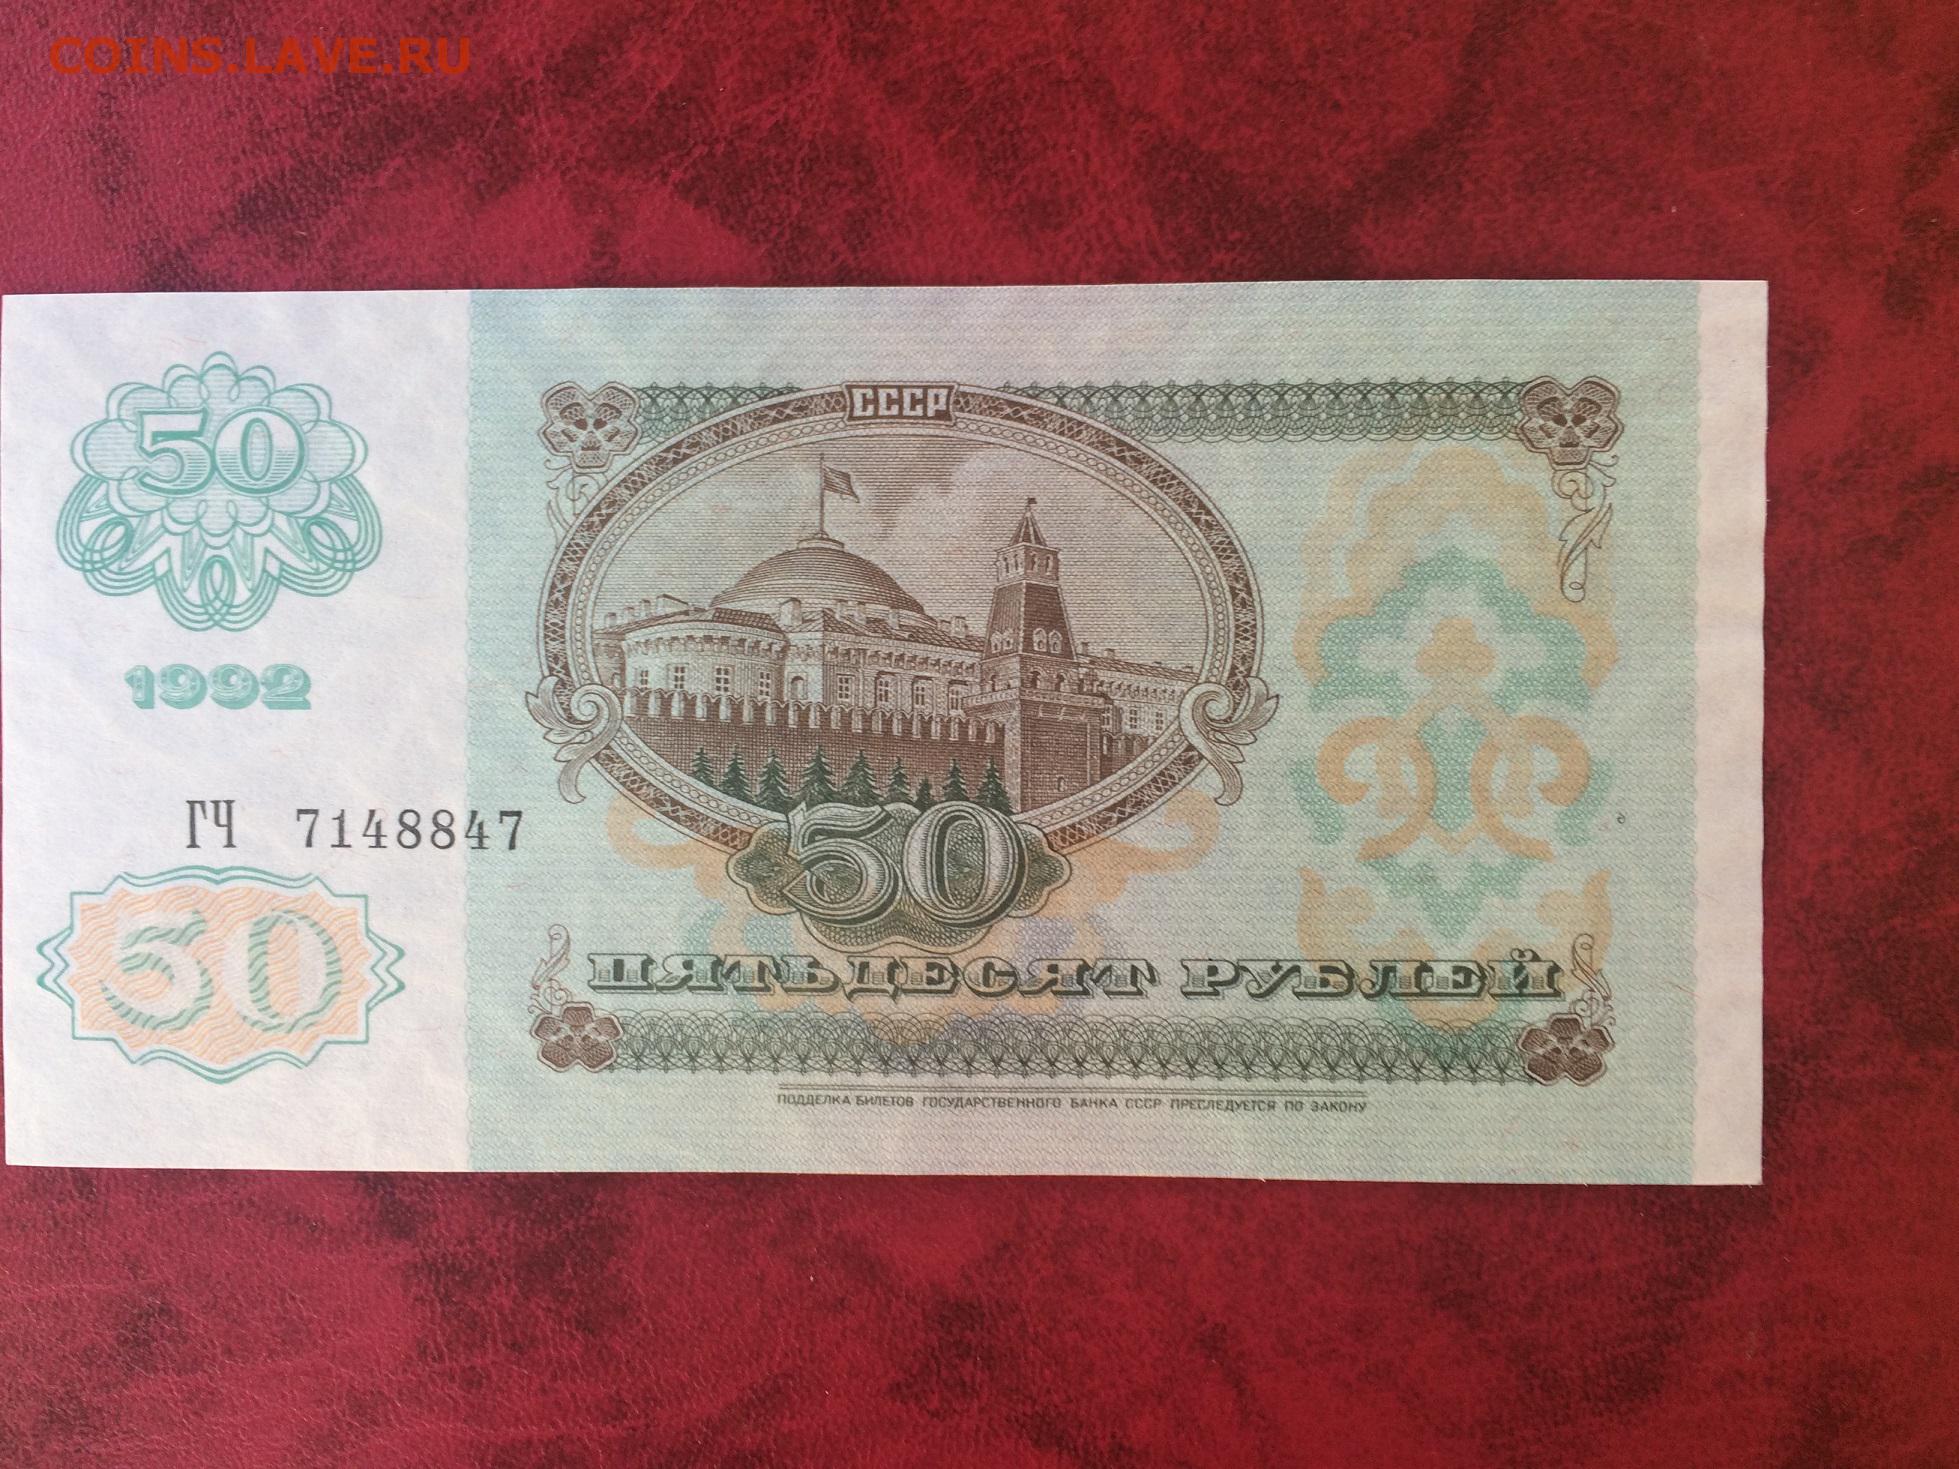 COINS.LAVE.RU
СССР
50
1992
ГЧ 7148847
50
50
ПЯТЬДЕСЯТ РУБЛЕЙ
ПОДДЕЛКА БИЛЕТОВ ГОСУДАРСТВЕННОГО БАНКА СССР ПРЕСЛЕДУЕТСЯ ПО ЗАКОНУ